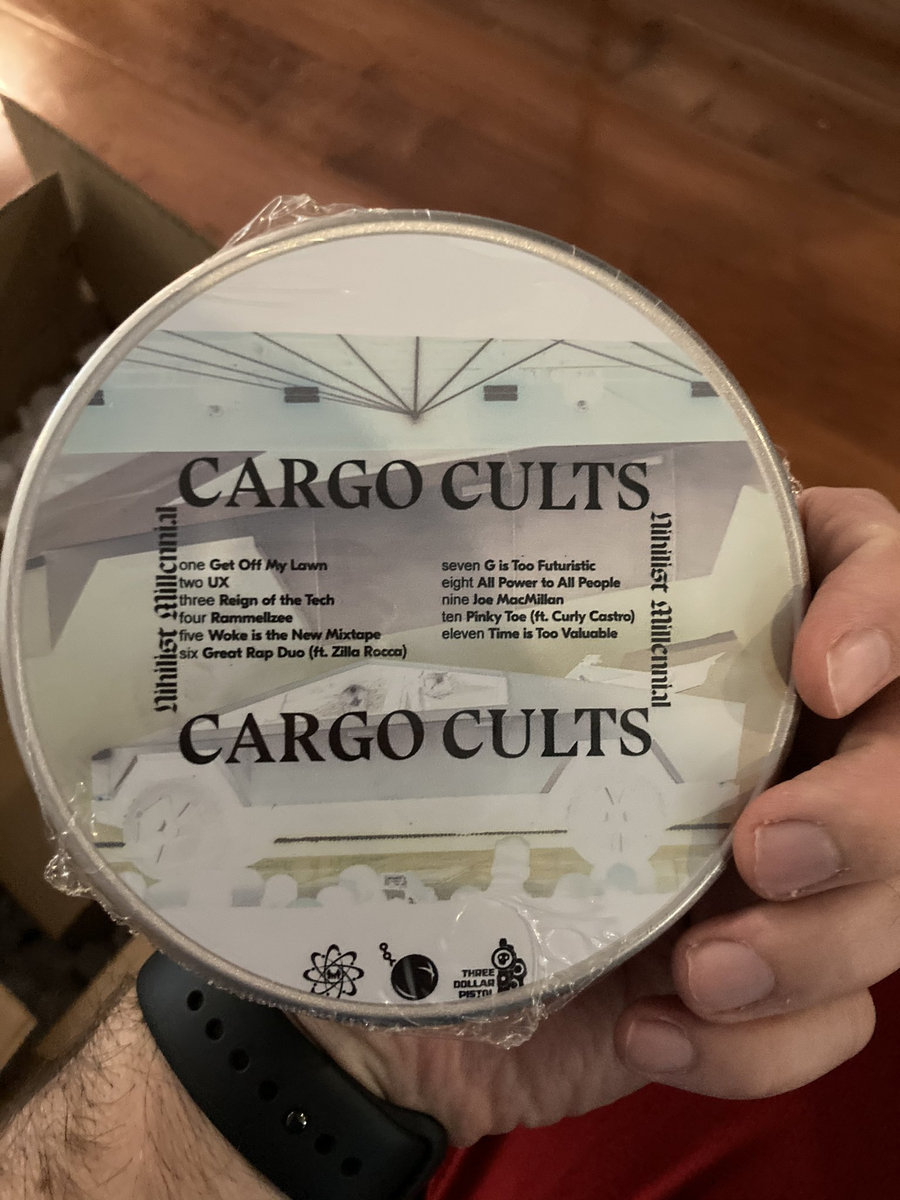 CARGO CULTS
Nihilist Millennial
one Get Off My Lawn
two UX
three Reign of the Tech
four Rammellzee
five Woke is the New Mixtape
six Great Rap Duo (ft. Zilla Rocca)
seven G is Too Futuristic
eight All Power to All People
nine Joe MacMillan
ten Pinky Toe (ft. Curly Castro)
eleven Time is Too Valuable
Nihilist Millennial
CARGO CULTS
THREE
DOLLAR
PISTOL